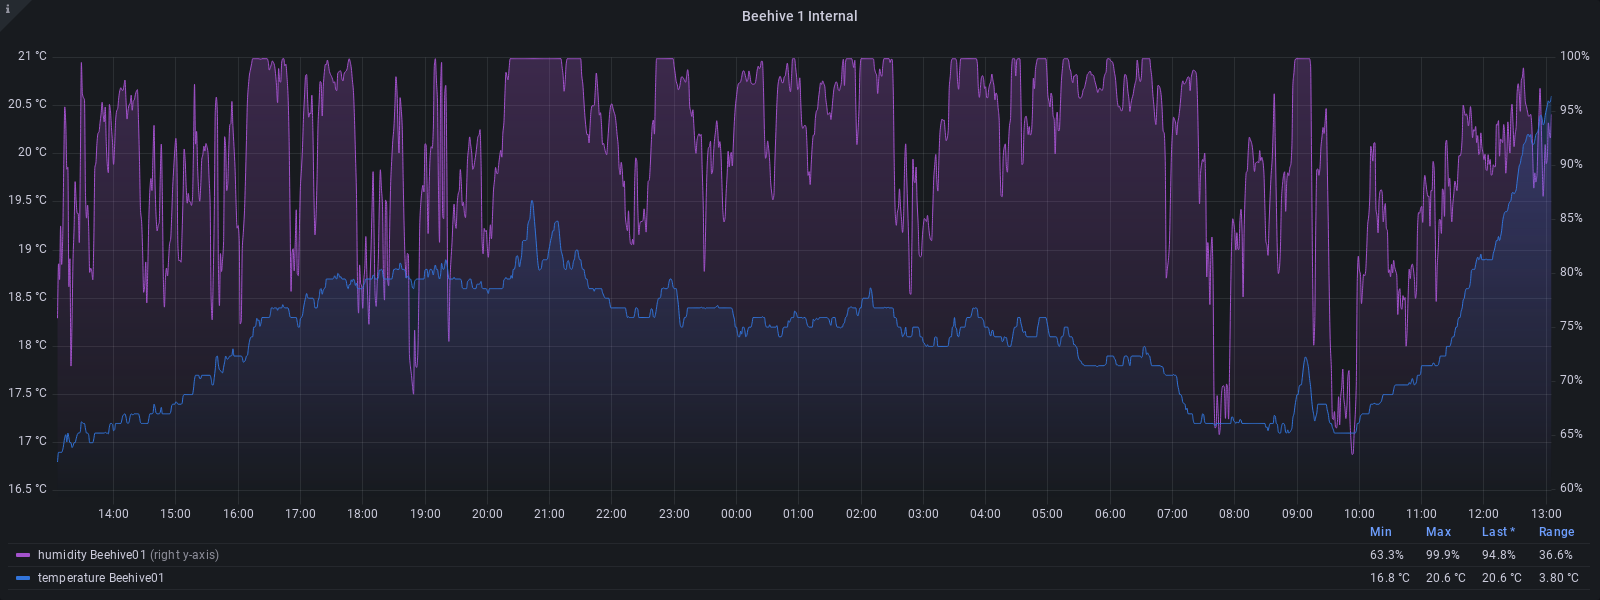 i
Beehive 1 Internal
21 °C
20.5 °C
20 °C
19.5 °C
19 °C
18.5 °C
18 °C
17.5 °C
17 °C
16.5 °C
100%
95%
90%
85%
80%
75%
70%
65%
60%
14:00 15:00 16:00 17:00 18:00 19:00 20:00 21:00 22:00 23:00 00:00 01:00 02:00 03:00 04:00 05:00 06:00 07:00 08:00 09:00 10:00 11:00 12:00 13:00
Min Max Last * Range
humidity Beehive01 (right y-axis) 63.3% 99.9% 94.8% 36.6%
temperature Beehive01 16.8 °C 20.6 °C 20.6 °C 3.80 °C